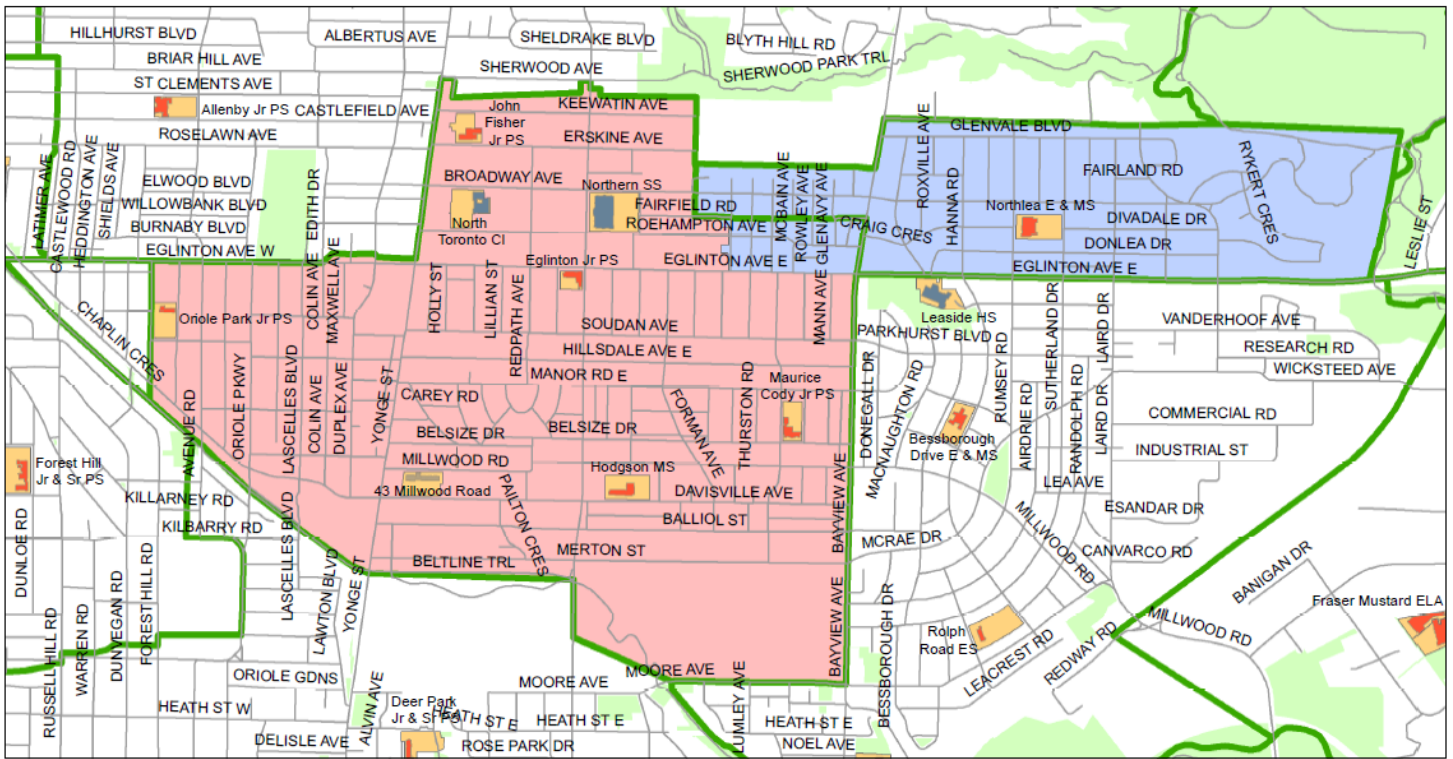 HILLHURST BLVD
ALBERTUS AVE
SHELDRAKE BLVD
BLYTH HILL RD
BRIAR HILL AVE
SHERWOOD AVE
SHERWOOD PARK TRL
ST CLEMENTS AVE
Allenby Jr PS
CASTLEFIELD AVE
John
Fisher
Jr PS
KEEWATIN AVE
ROSELAWN AVE
ERSKINE AVE
GLENVALE BLVD
ROXVILLE AVE
LATIMER AVE
CASTLEWOOD RD
HEDDINGTON AVE
SHIELDS AVE
ELWOOD BLVD
WILLOWBANK BLVD
BURNABY BLVD
EGLINTON AVE W
EDITH DR
COLIN AVE
MAXWELL AVE
BROADWAY AVE
Northern SS
FAIRFIELD RD
ROEHAMPTON AVE
North
Toronto CI
EGLINTON AVE E
MCBAIN AVE
ROWLEY AVE
GLENAVY AVE
CRAIG CRES
HANNA RD
FAIRLAND RD
Northlea E & MS
DIVADALE DR
DONLEA DR
EGLINTON AVE E
RYKERT CRES
LESLIE ST
Eglinton Jr PS
HOLLY ST
LILLIAN ST
REDPATH AVE
MANN AVE
Leaside HS
CHAPLIN CRES
Oriole Park Jr PS
SOUDAN AVE
HILLSDALE AVE E
MANOR RD E
PARKHURST BLVD
VANDERHOOF AVE
RESEARCH RD
WICKSTEED AVE
SUTHERLAND DR
LAIRD DR
RUMSEY RD
AVENUE RD
ORIOLE PKWY
LASCELLES BLVD
COLIN AVE
DUPLEX AVE
YONGE ST
CAREY RD
BELSIZE DR
BELSIZE DR
FORMAN AVE
THURSTON RD
Maurice
Cody Jr PS
DONEGALL DR
MACNAUGHTON RD
Bessborough
Drive E & MS
AIRDRIE RD
RANDOLPH RD
LAIRD DR
COMMERCIAL RD
INDUSTRIAL ST
Forest Hill
Jr & Sr PS
MILLWOOD RD
43 Millwood Road
Hodgson MS
DAVISVILLE AVE
BALLIOL ST
PAILTON CRES
LEA AVE
ESANDAR DR
KILLARNEY RD
KILBARRY RD
BAYVIEW AVE
MCRAE DR
MILLWOOD RD
CANVARCO RD
BANIGAN DR
DUNLOE RD
LASCELLES BLVD
LAWTON BLVD
YONGE ST
BELTLINE TRL
MERTON ST
Fraser Mustard ELA
RUSSELL HILL RD
WARREN RD
DUNVEGAN RD
FOREST HILL RD
BAYVIEW AVE
BESSBOROUGH DR
Rolph
Road ES
LEACREST RD
REDWAY RD
MILLWOOD RD
ORIOLE GDNS
MOORE AVE
MOORE AVE
HEATH ST W
ALVIN AVE
Deer Park
Jr & Sr PS
HEATH ST E
HEATH ST E
LUMLEY AVE
HEATH ST E
DELISLE AVE
ROSE PARK DR
NOEL AVE